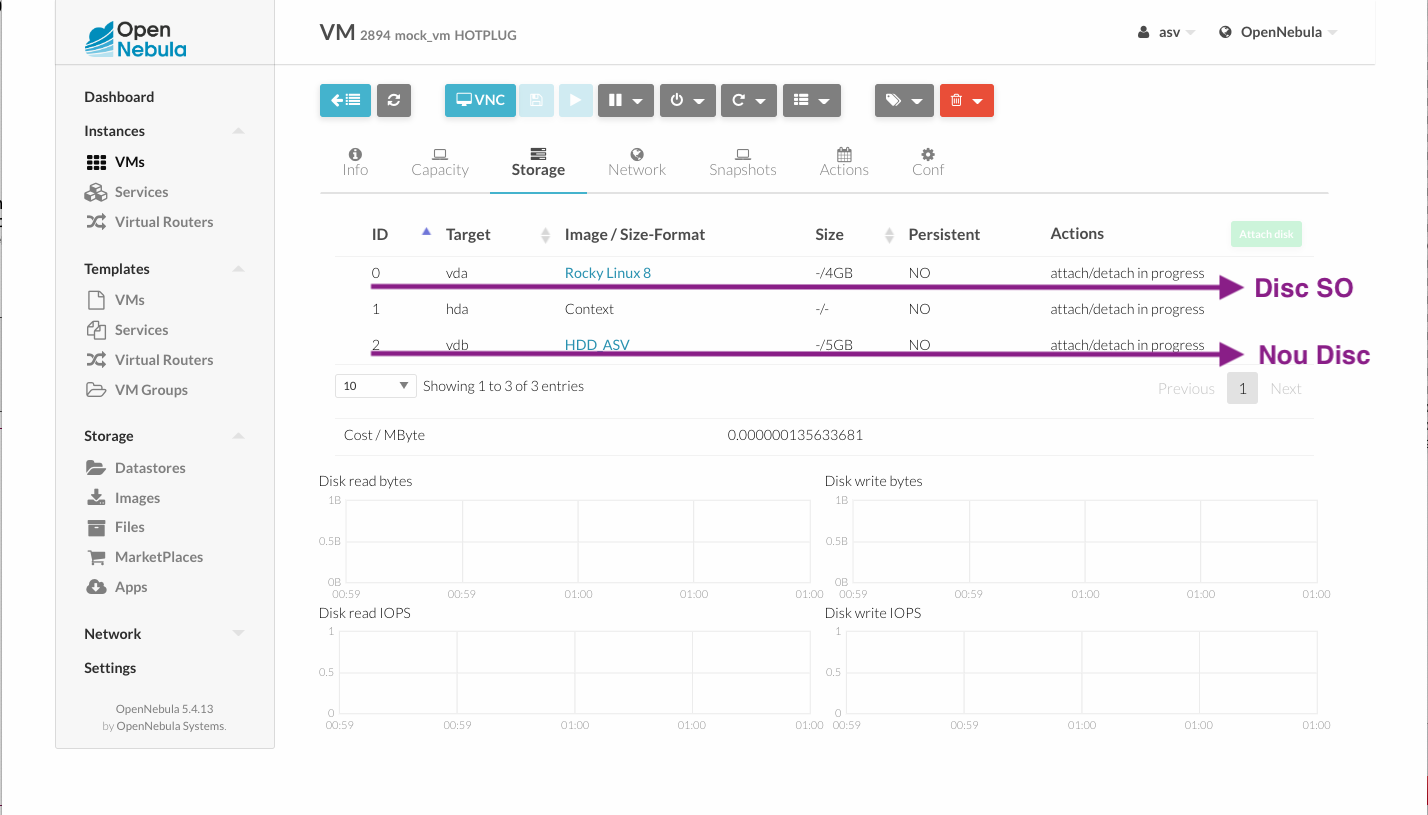 Open
Nebula
VM 2894 mock_vm HOTPLUG
asv
OpenNebula
Dashboard
Instances
VMs
Services
Virtual Routers
Templates
VMs
Services
Virtual Routers
VM Groups
Storage
Datastores
Images
Files
MarketPlaces
Apps
Network
Settings
OpenNebula 5.4.13
by OpenNebula Systems.
VNC
Info Capacity Storage Network Snapshots Actions Conf
ID Target Image / Size-Format Size Persistent Actions Attach disk
0 vda Rocky Linux 8 -/4GB NO attach/detach in progress
Disc SO
1 hda Context -/- NO attach/detach in progress
2 vdb HDD_ASV -/5GB NO attach/detach in progress
Nou Disc
10 Showing 1 to 3 of 3 entries Previous 1 Next
Cost / MByte 0.000000135633681
Disk read bytes
1B
0.5B
0B
00:59 00:59 01:00 01:00 01:00
Disk write bytes
1B
0.5B
0B
00:59 00:59 01:00 01:00 01:00
Disk read IOPS
1
0.5
0
00:59 00:59 01:00 01:00 01:00
Disk write IOPS
1
0.5
0
00:59 00:59 01:00 01:00 01:00